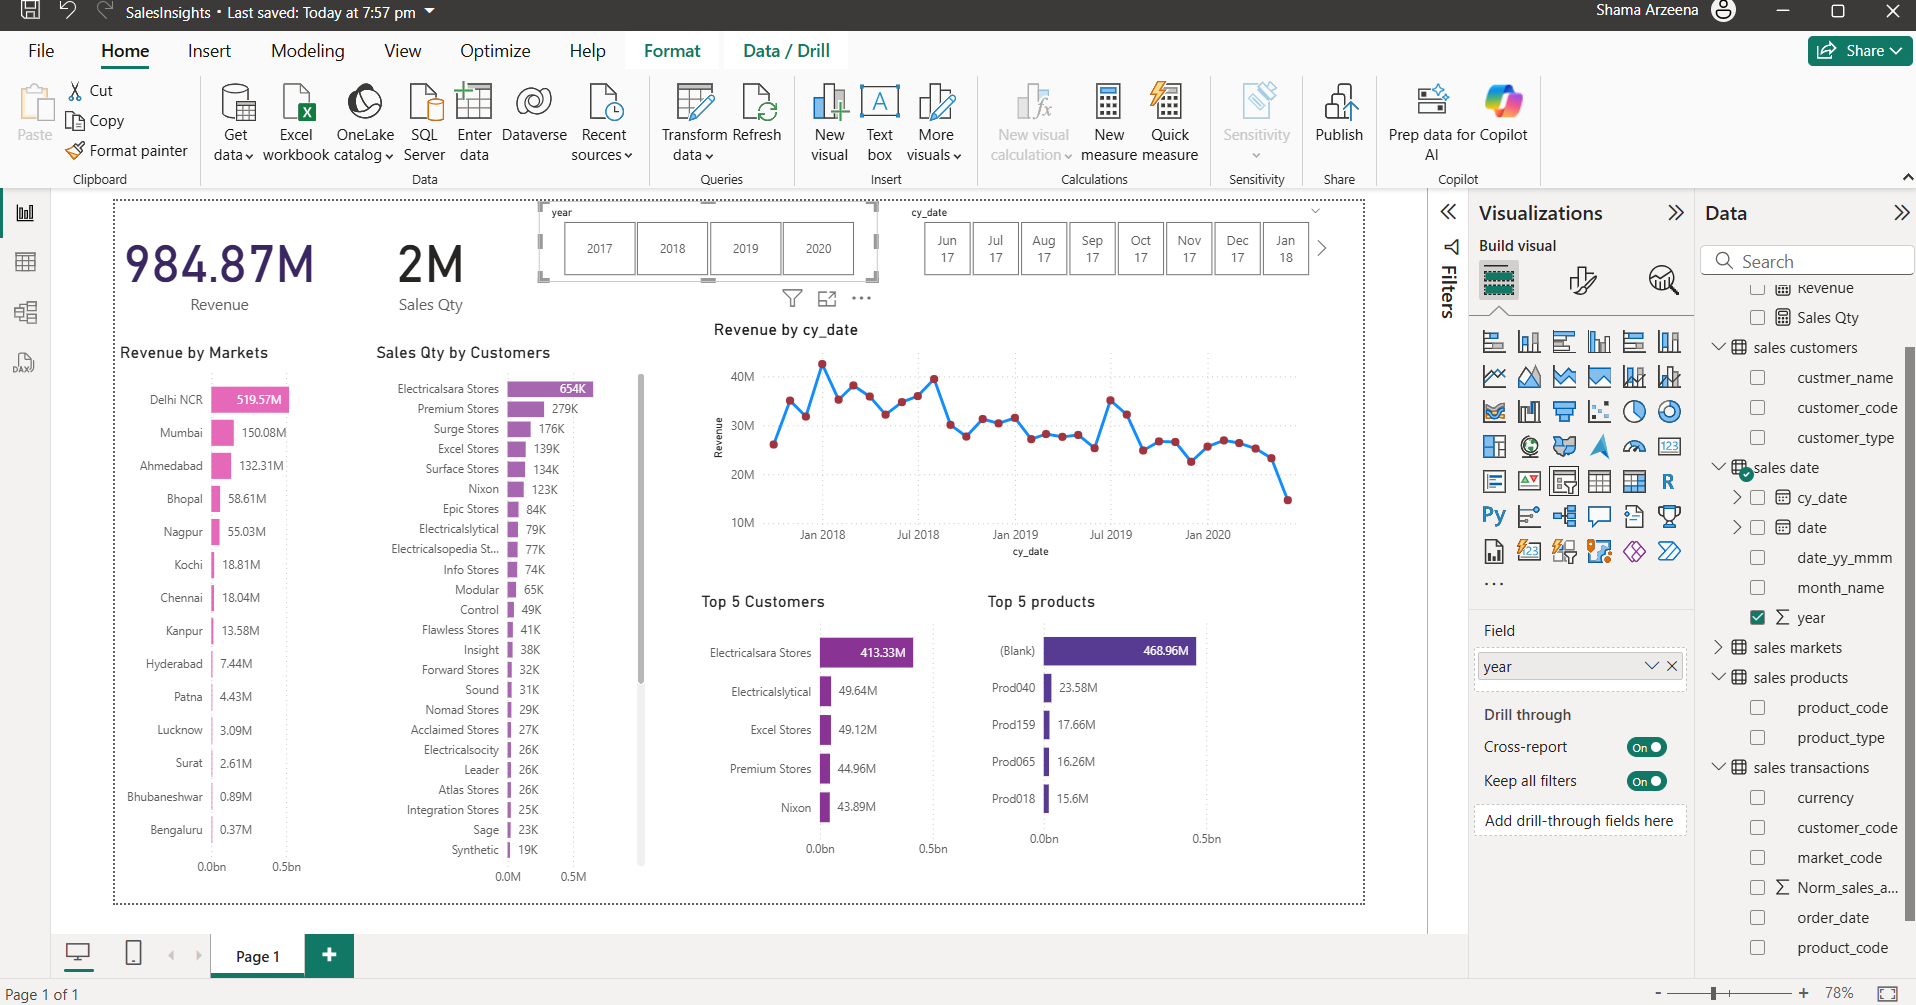 SalesInsights • Last saved: Today at 7:57 pm
Shama Arzeena
File
Home
Insert
Modeling
View
Optimize
Help
Format
Data / Drill
Share
Paste
Cut
Copy
Format painter
Clipboard
Get data
Excel workbook
OneLake catalog
SQL Server
Enter data
Dataverse
Recent sources
Data
Transform data
Refresh
Queries
New visual
Text box
More visuals
Insert
New visual calculation
New measure
Quick measure
Calculations
Sensitivity
Sensitivity
Publish
Share
Prep data for AI
Copilot
Copilot
984.87M
Revenue
2M
Sales Qty
year
2017
2018
2019
2020
cy_date
Jun 17
Jul 17
Aug 17
Sep 17
Oct 17
Nov 17
Dec 17
Jan 18
Revenue by Markets
Delhi NCR 519.57M
Mumbai 150.08M
Ahmedabad 132.31M
Bhopal 58.61M
Nagpur 55.03M
Kochi 18.81M
Chennai 18.04M
Kanpur 13.58M
Hyderabad 7.44M
Patna 4.43M
Lucknow 3.09M
Surat 2.61M
Bhubaneshwar 0.89M
Bengaluru 0.37M
0.0bn 0.5bn
Sales Qty by Customers
Electricalsara Stores 654K
Premium Stores 279K
Surge Stores 176K
Excel Stores 139K
Surface Stores 134K
Nixon 123K
Epic Stores 84K
Electricalslytical 79K
Electricalsopedia St... 77K
Info Stores 74K
Modular 65K
Control 49K
Flawless Stores 41K
Insight 38K
Forward Stores 32K
Sound 31K
Nomad Stores 29K
Acclaimed Stores 27K
Electricalsocity 26K
Leader 26K
Atlas Stores 26K
Integration Stores 25K
Sage 23K
Synthetic 19K
0.0M 0.5M
Revenue by cy_date
Revenue
40M
30M
20M
10M
Jan 2018 Jul 2018 Jan 2019 Jul 2019 Jan 2020
cy_date
Top 5 Customers
Electricalsara Stores 413.33M
Electricalslytical 49.64M
Excel Stores 49.12M
Premium Stores 44.96M
Nixon 43.89M
0.0bn 0.5bn
Top 5 products
(Blank) 468.96M
Prod040 23.58M
Prod159 17.66M
Prod065 16.26M
Prod018 15.6M
0.0bn 0.5bn
Filters
Visualizations
Build visual
123
R
Py
123
Field
year
Drill through
Cross-report On
Keep all filters On
Add drill-through fields here
Data
Search
Revenue
Sales Qty
sales customers
custmer_name
customer_code
customer_type
sales date
cy_date
date
date_yy_mmm
month_name
year
sales markets
sales products
product_code
product_type
sales transactions
currency
customer_code
market_code
Norm_sales_a...
order_date
product_code
DAX
Page 1
Page 1 of 1
78%